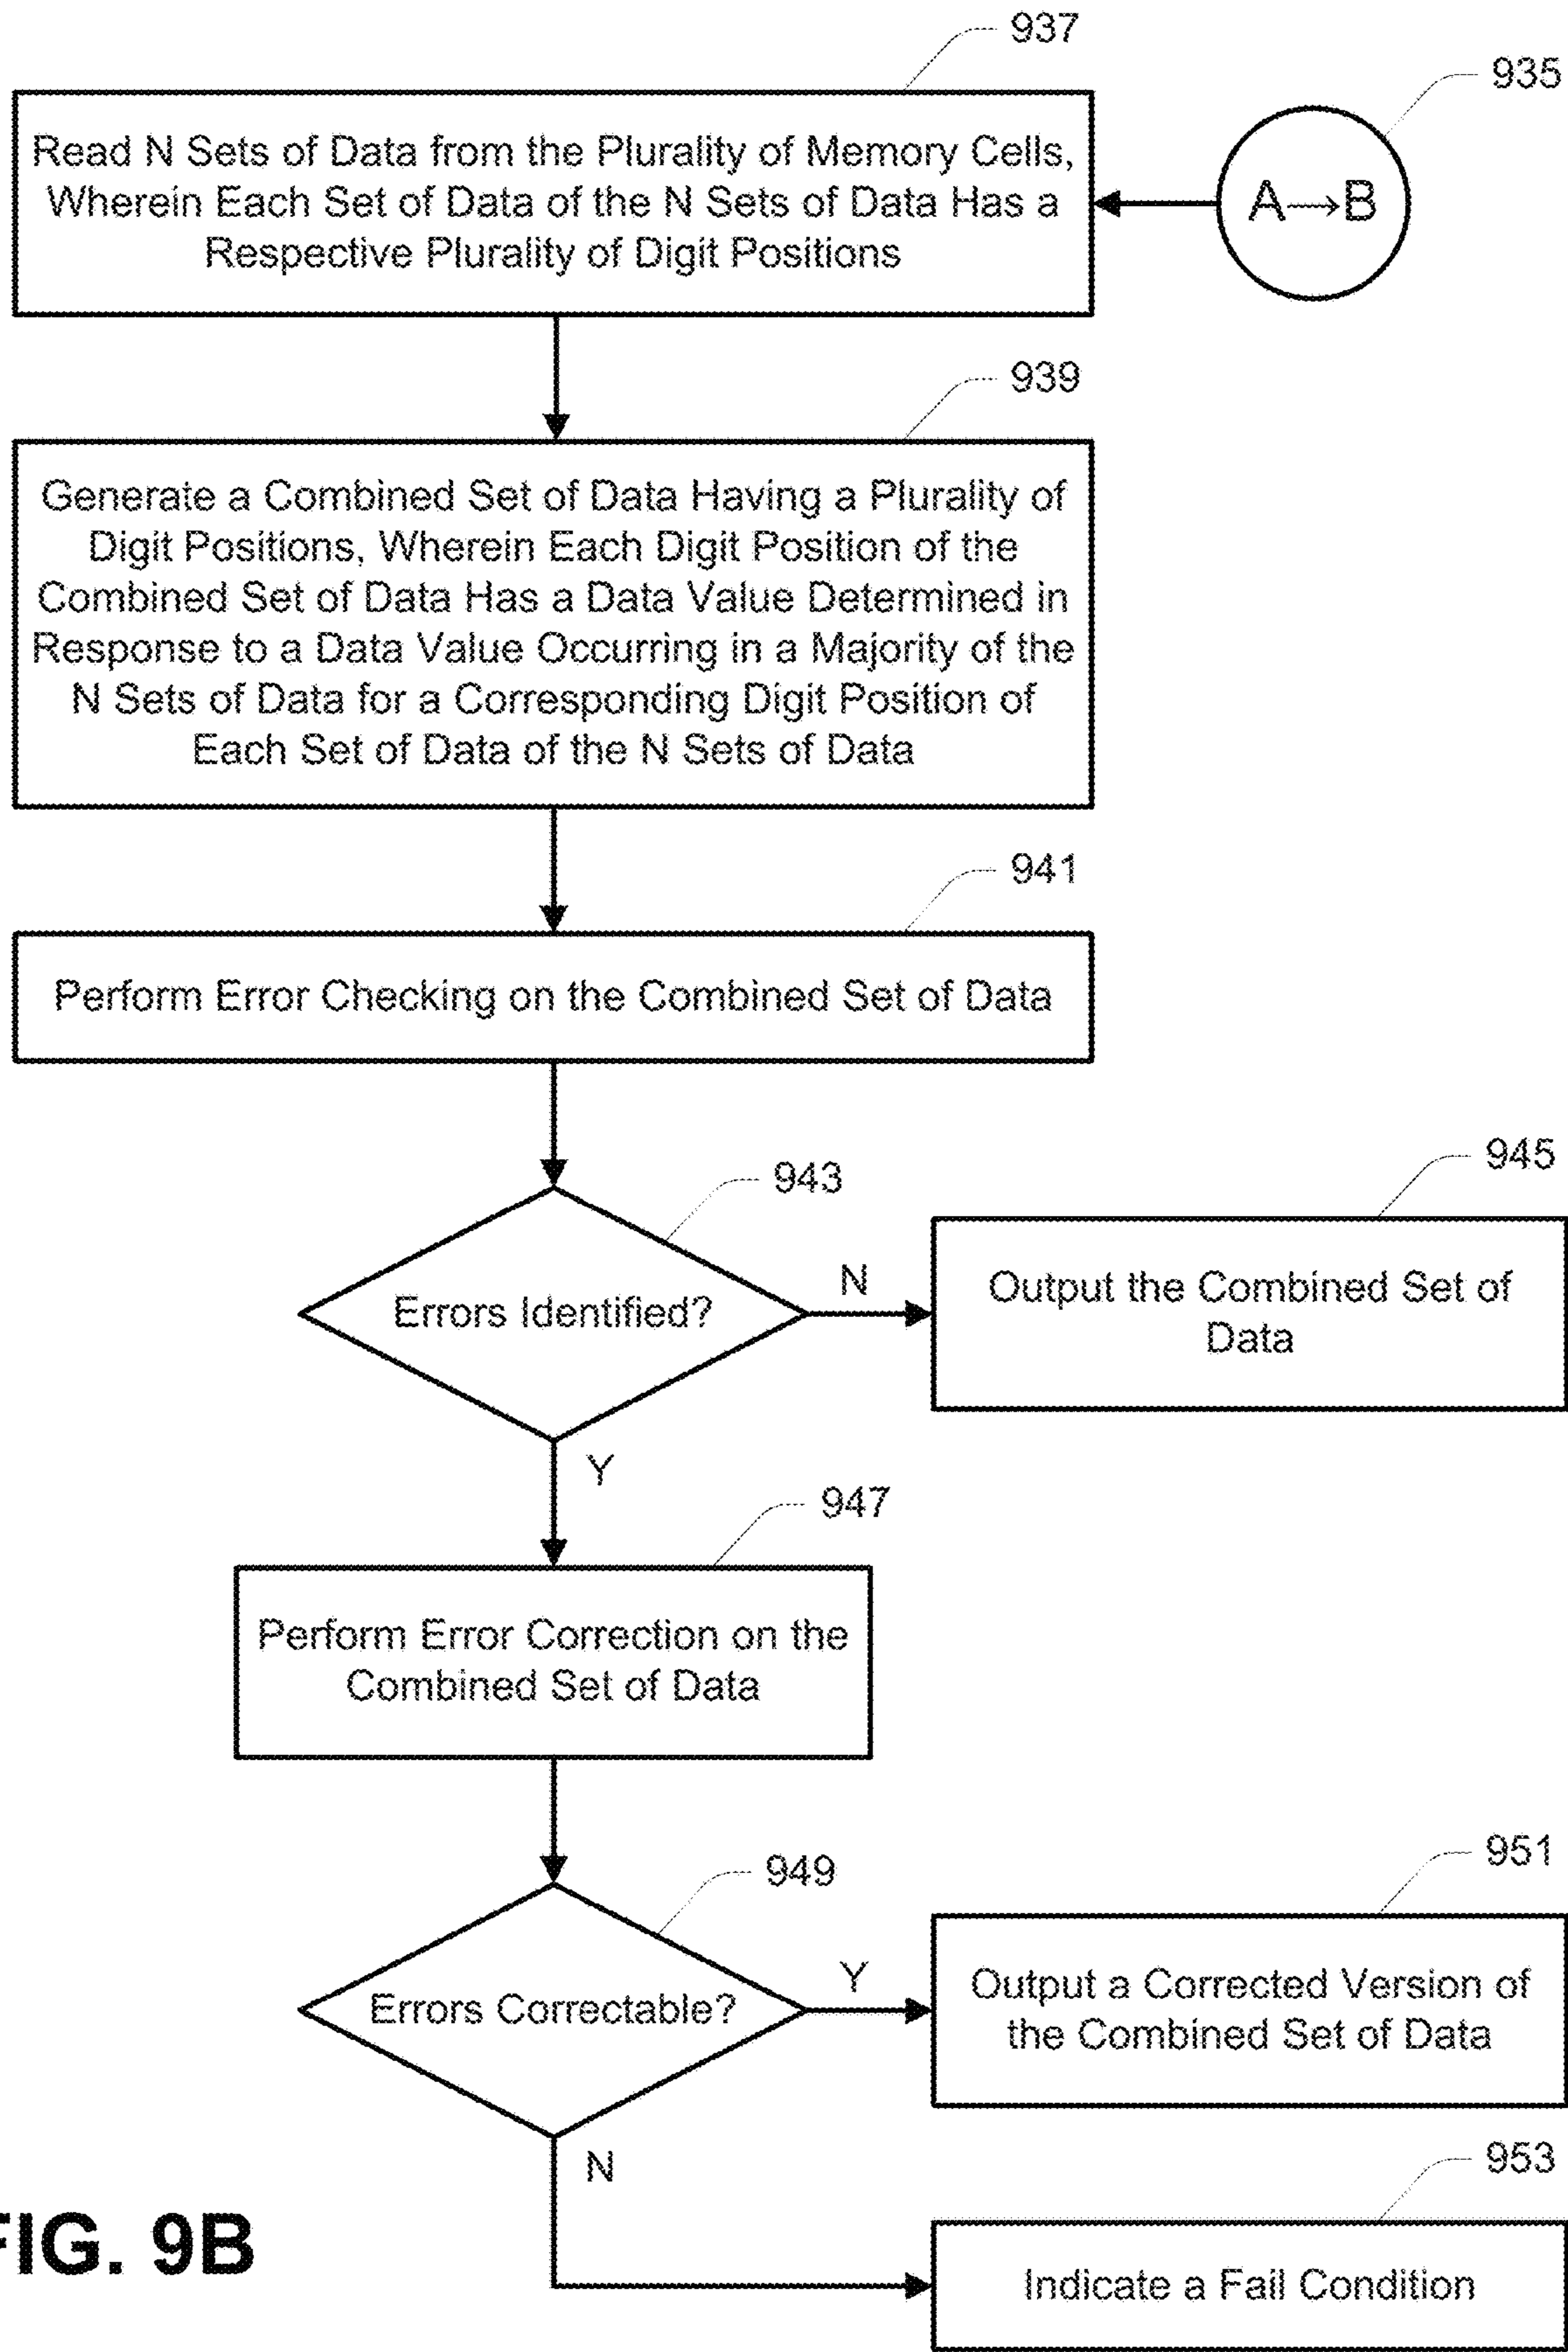 937
935
Read N Sets of Data from the Plurality of Memory Cells,
Wherein Each Set of Data of the N Sets of Data Has a
Respective Plurality of Digit Positions
A→B
939
Generate a Combined Set of Data Having a Plurality of
Digit Positions, Wherein Each Digit Position of the
Combined Set of Data Has a Data Value Determined in
Response to a Data Value Occurring in a Majority of the
N Sets of Data for a Corresponding Digit Position of
Each Set of Data of the N Sets of Data
941
Perform Error Checking on the Combined Set of Data
943
945
Errors Identified?
N
Output the Combined Set of
Data
Y
947
Perform Error Correction on the
Combined Set of Data
949
951
Errors Correctable?
Y
Output a Corrected Version of
the Combined Set of Data
N
953
Indicate a Fail Condition
FIG. 9B